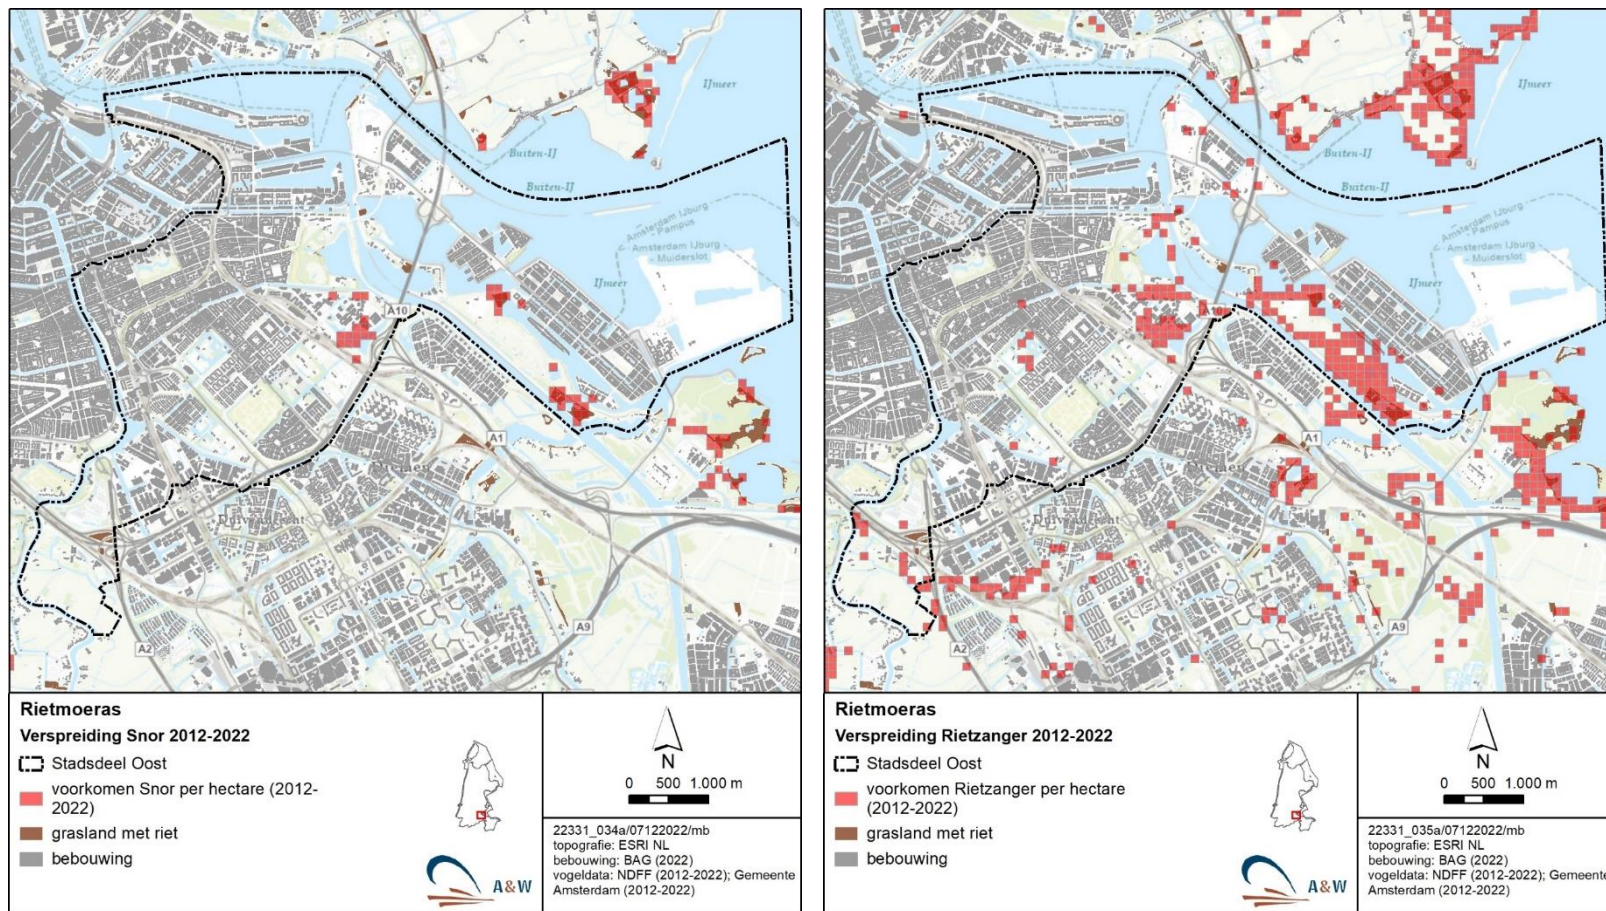 IJmeer
Buiten-IJ
Buiten-IJ
Amsterdam IJburg
- Pampus
Amsterdam IJburg
- Muiderslot
IJmeer
A10
A1
Diemen
Duivendrecht
A9
A2
Rietmoeras
Verspreiding Snor 2012-2022
Stadsdeel Oost
voorkomen Snor per hectare (2012-
2022)
grasland met riet
bebouwing
N
0 500 1.000 m
22331_034a/07122022/mb
topografie: ESRI NL
bebouwing: BAG (2022)
vogeldata: NDFF (2012-2022); Gemeente
Amsterdam (2012-2022)
A&W
IJmeer
Buiten-IJ
Buiten-IJ
Amsterdam IJburg
- Pampus
Amsterdam IJburg
- Muiderslot
IJmeer
A10
A1
Diemen
Duivendrecht
A9
A2
Rietmoeras
Verspreiding Rietzanger 2012-2022
Stadsdeel Oost
voorkomen Rietzanger per hectare
(2012-2022)
grasland met riet
bebouwing
N
0 500 1.000 m
22331_035a/07122022/mb
topografie: ESRI NL
bebouwing: BAG (2022)
vogeldata: NDFF (2012-2022); Gemeente
Amsterdam (2012-2022)
A&W